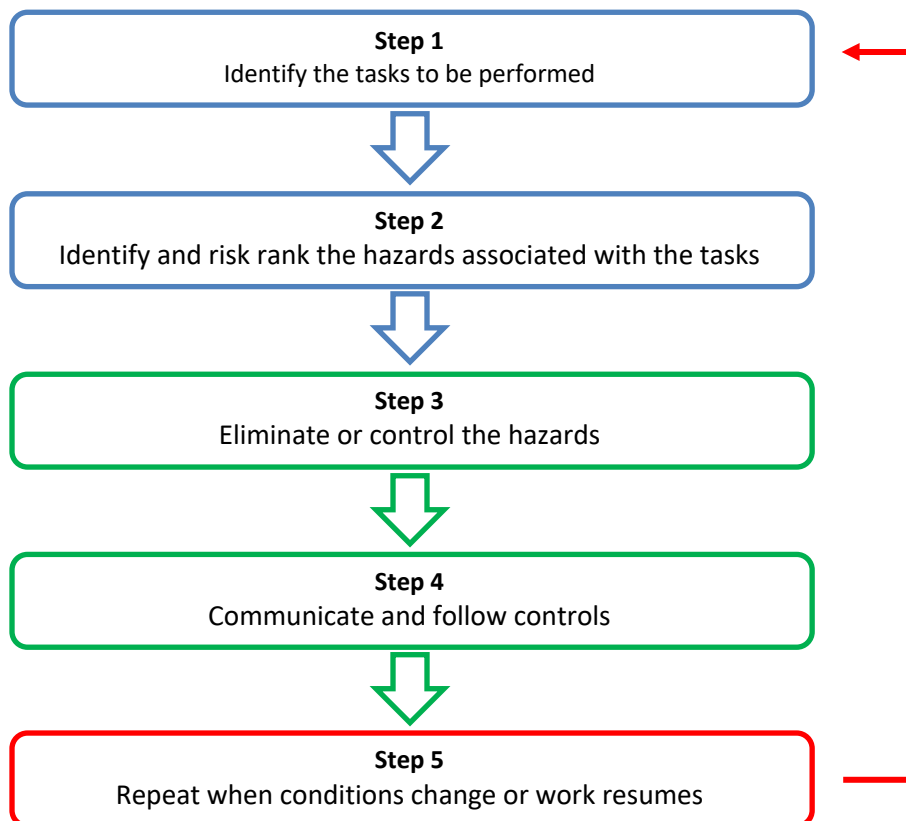 Step 1
Identify the tasks to be performed
Step 2
Identify and risk rank the hazards associated with the tasks
Step 3
Eliminate or control the hazards
Step 4
Communicate and follow controls
Step 5
Repeat when conditions change or work resumes